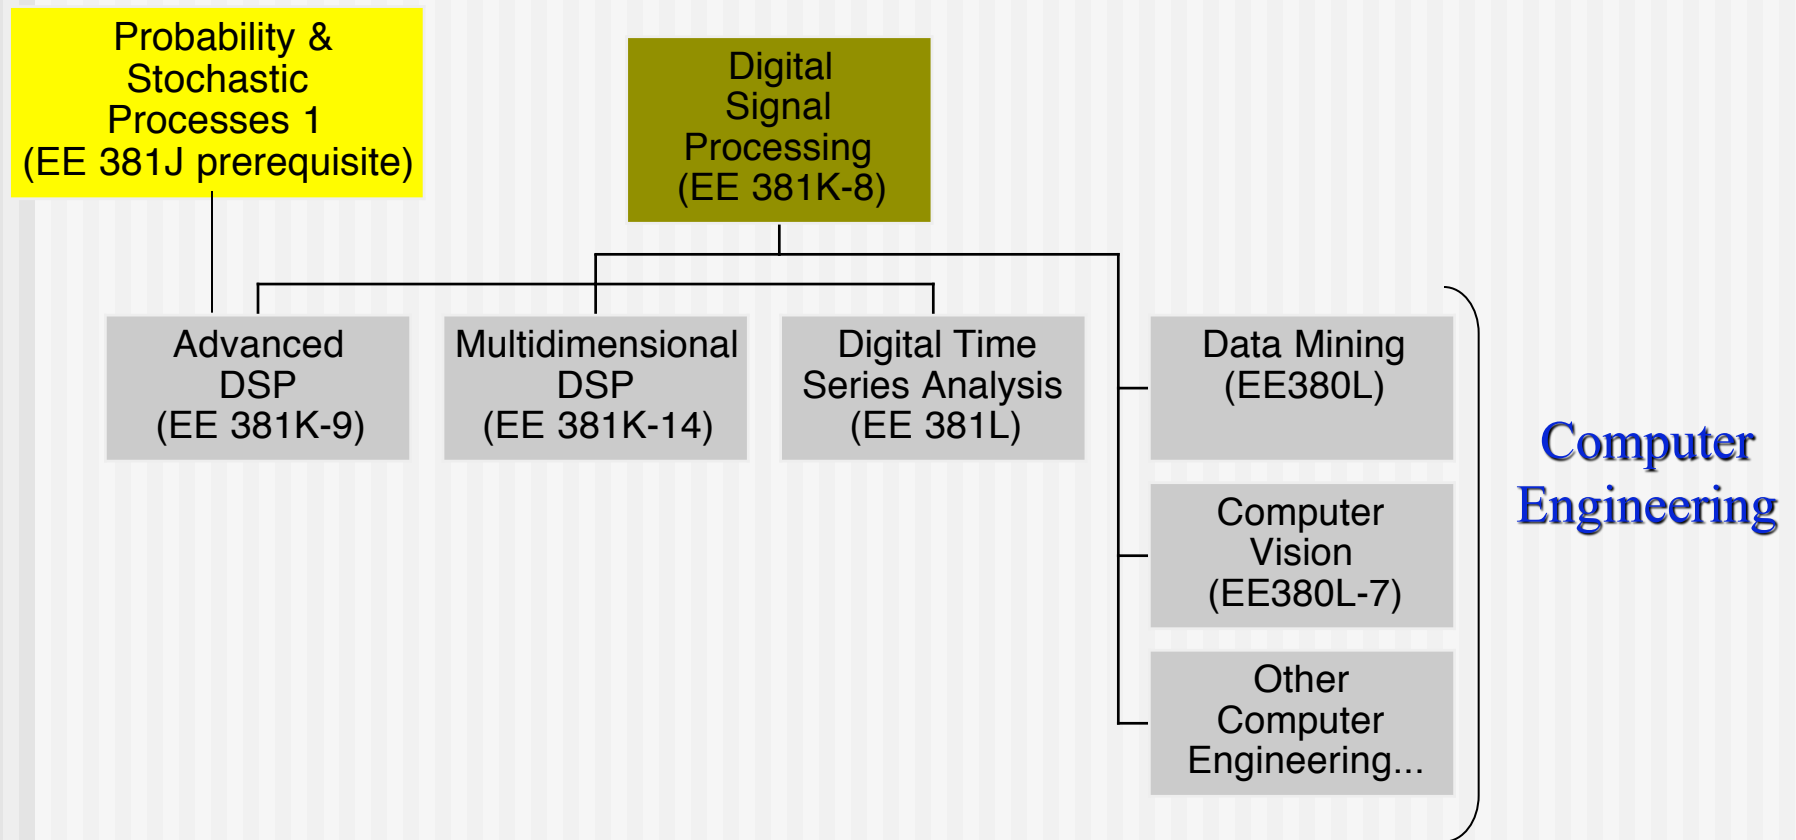 Probability &
Stochastic
Processes 1
(EE 381J prerequisite)
Digital
Signal
Processing
(EE 381K-8)
Advanced
DSP
(EE 381K-9)
Multidimensional
DSP
(EE 381K-14)
Digital Time
Series Analysis
(EE 381L)
Data Mining
(EE380L)
Computer
Vision
(EE380L-7)
Other
Computer
Engineering...
Computer
Engineering